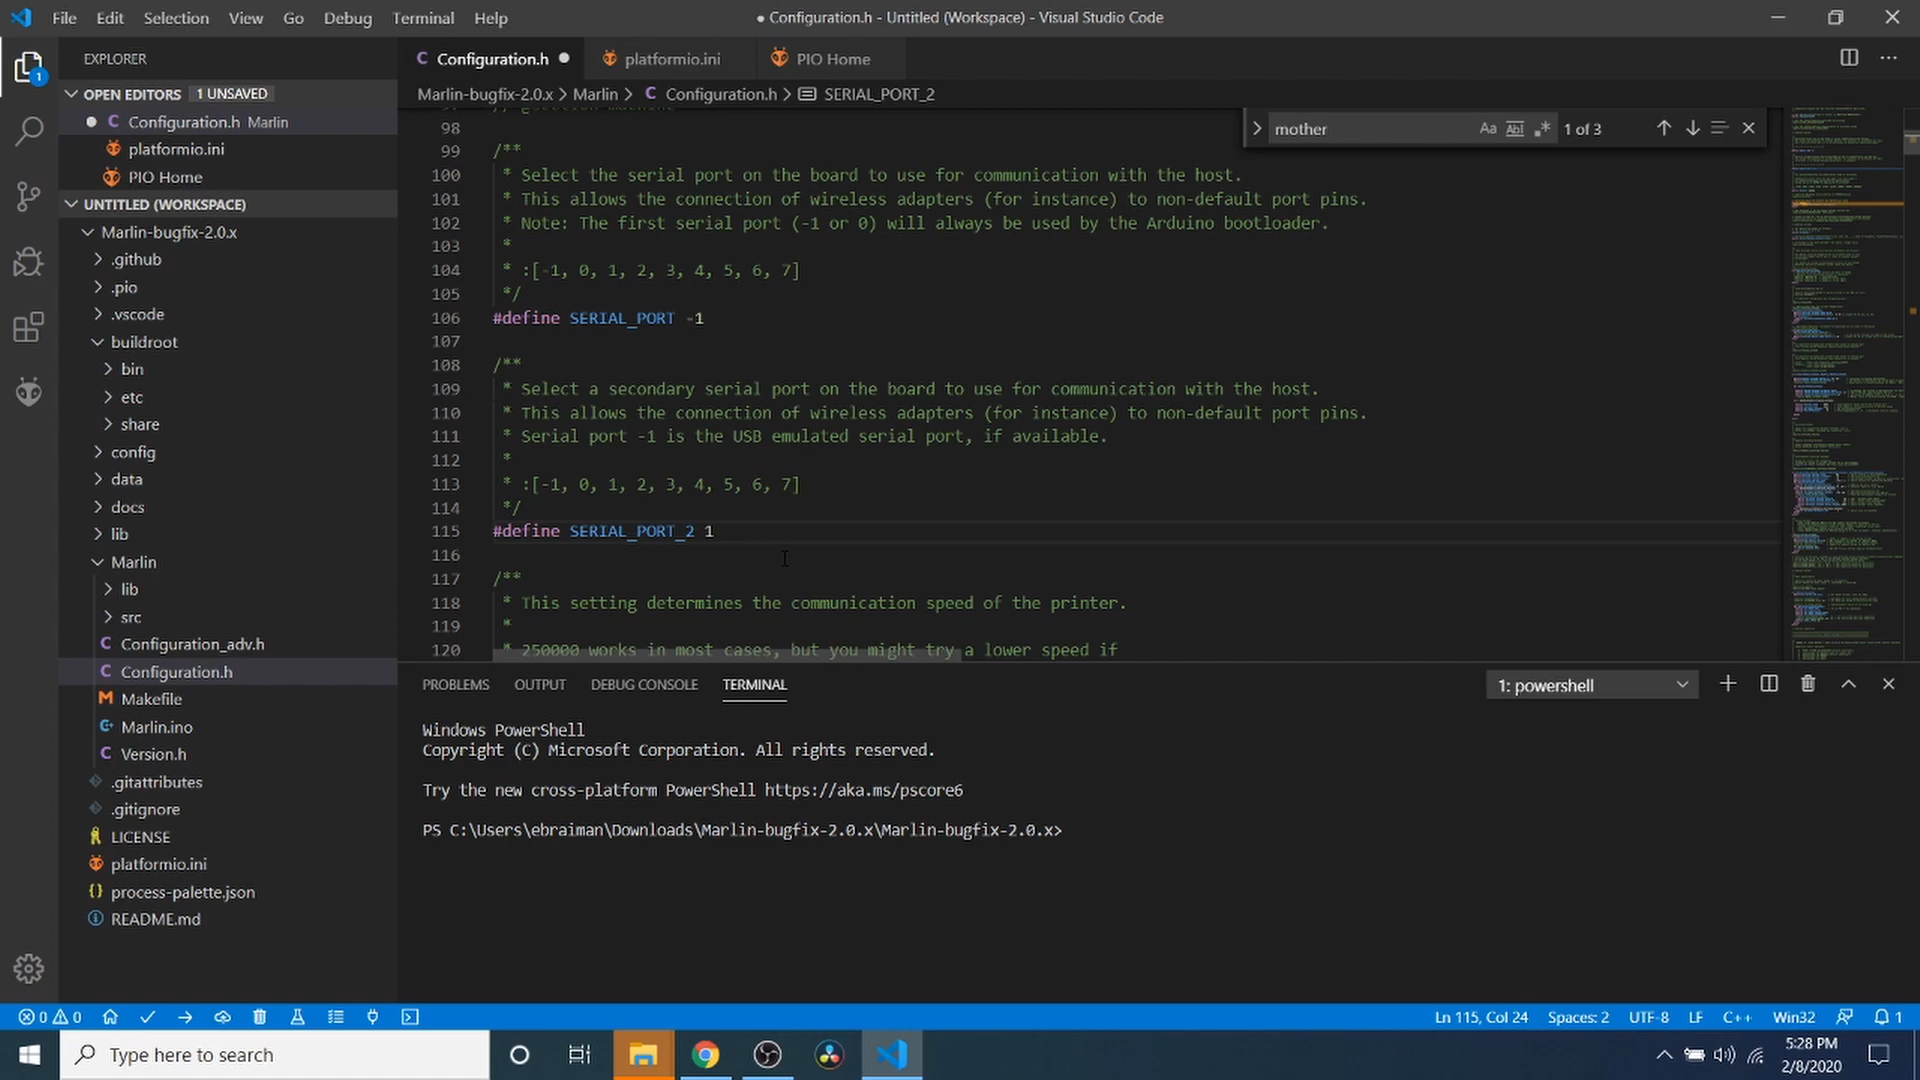 File Edit Selection View Go Debug Terminal Help
● Configuration.h - Untitled (Workspace) - Visual Studio Code
EXPLORER
1
OPEN EDITORS 1 UNSAVED
Configuration.h Marlin
platformio.ini
PIO Home
UNTITLED (WORKSPACE)
Marlin-bugfix-2.0.x
.github
.pio
.vscode
buildroot
bin
etc
share
config
data
docs
lib
Marlin
lib
src
Configuration_adv.h
Configuration.h
Makefile
Marlin.ino
Version.h
.gitattributes
.gitignore
LICENSE
platformio.ini
process-palette.json
README.md
Configuration.h platformio.ini PIO Home
Marlin-bugfix-2.0.x > Marlin > C Configuration.h > SERIAL_PORT_2
mother Aa Abl .* 1 of 3
98
99 /**
100 * Select the serial port on the board to use for communication with the host.
101 * This allows the connection of wireless adapters (for instance) to non-default port pins.
102 * Note: The first serial port (-1 or 0) will always be used by the Arduino bootloader.
103 *
104 * :[-1, 0, 1, 2, 3, 4, 5, 6, 7]
105 */
106 #define SERIAL_PORT -1
107
108 /**
109 * Select a secondary serial port on the board to use for communication with the host.
110 * This allows the connection of wireless adapters (for instance) to non-default port pins.
111 * Serial port -1 is the USB emulated serial port, if available.
112 *
113 * :[-1, 0, 1, 2, 3, 4, 5, 6, 7]
114 */
115 #define SERIAL_PORT_2 1
116
117 /**
118 * This setting determines the communication speed of the printer.
119 *
120 * 250000 works in most cases, but you might try a lower speed if
PROBLEMS OUTPUT DEBUG CONSOLE TERMINAL
1: powershell
Windows PowerShell
Copyright (C) Microsoft Corporation. All rights reserved.
Try the new cross-platform PowerShell https://aka.ms/pscore6
PS C:\Users\ebraiman\Downloads\Marlin-bugfix-2.0.x\Marlin-bugfix-2.0.x>
0 0
Ln 115, Col 24 Spaces: 2 UTF-8 LF C++ Win32 1
Type here to search
5:28 PM
2/8/2020